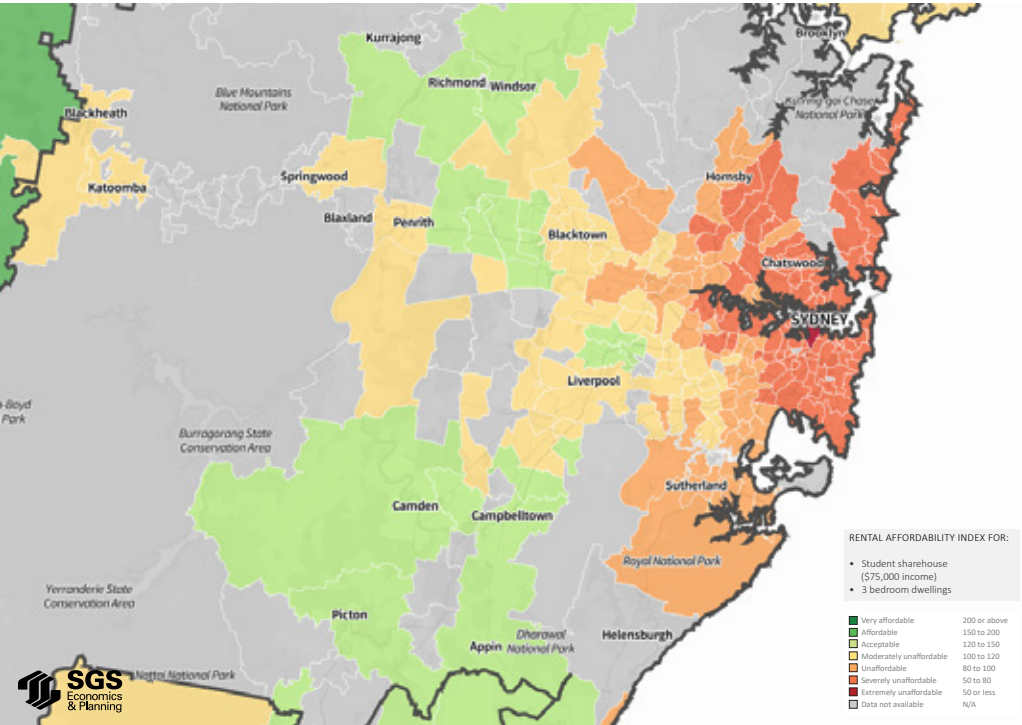 Brooklyn
Kurrajong
Richmond
Windsor
Blue Mountains
National Park
Ku-ring-gai Chase
National Park
Blackheath
Springwood
Hornsby
Katoomba
Blaxland
Penrith
Blacktown
Chatswood
SYDNEY
Liverpool
-Boyd
Park
Burragorang State
Conservation Area
Sutherland
Camden
Campbelltown
Royal National Park
Yerranderie State
Conservation Area
Picton
Helensburgh
Appin
Dharawal
National Park
Nattai National Park
SGS
Economics
& Planning
RENTAL AFFORDABILITY INDEX FOR:
• Student sharehouse
($75,000 income)
• 3 bedroom dwellings
Very affordable 200 or above
Affordable 150 to 200
Acceptable 120 to 150
Moderately unaffordable 100 to 120
Unaffordable 80 to 100
Severely unaffordable 50 to 80
Extremely unaffordable 50 or less
Data not available N/A